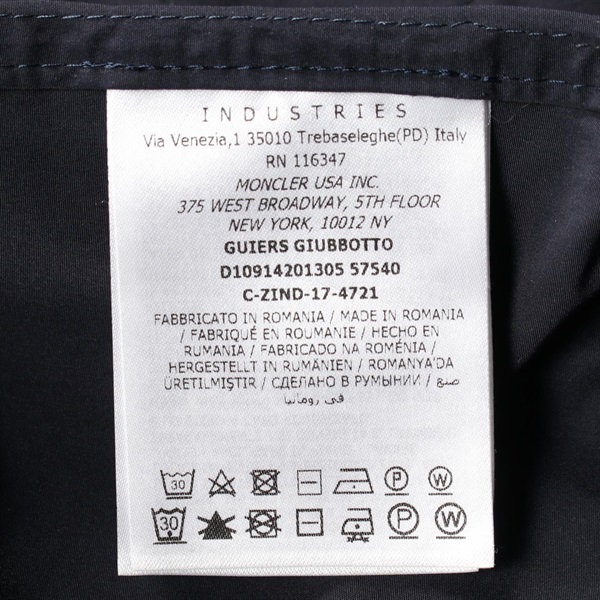 INDUSTRIES
Via Venezia,1 35010 Trebaseleghe(PD) Italy
RN 116347
MONCLER USA INC.
375 WEST BROADWAY, 5TH FLOOR
NEW YORK, 10012 NY
GUIERS GIUBBOTTO
D10914201305 57540
C-ZIND-17-4721
FABBRICATO IN ROMANIA / MADE IN ROMANIA
/ FABRIQUÉ EN ROUMANIE / HECHO EN
RUMANIA / FABRICADO NA ROMÉNIA /
HERGESTELLT IN RUMÄNIEN / ROMANYA'DA
ÜRETILMIŞTIR / СДЕЛАНО В РУМЫНИИ / صنع
في رومانيا
30 P W
30 P W